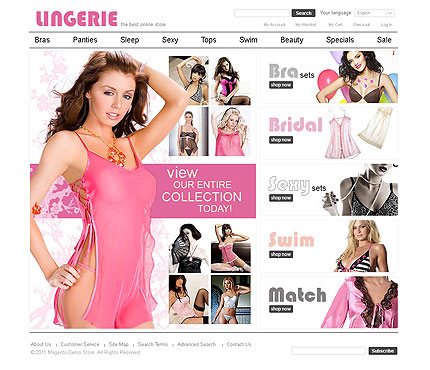 LINGERIE
the best online store
Search
Your language:
English
My Account
My Wishlist
My Cart
Checkout
Log In
Bras
Panties
Sleep
Sexy
Tops
Swim
Beauty
Specials
Sale
view
OUR ENTIRE
COLLECTION
TODAY!
Bra sets
shop now
Bridal
shop now
Sexy sets
shop now
Swim
shop now
Match
shop now
About Us
Customer Service
Site Map
Search Terms
Advanced Search
Contact Us
© 2011 Magento Demo Store. All Rights Reserved.
Subscribe